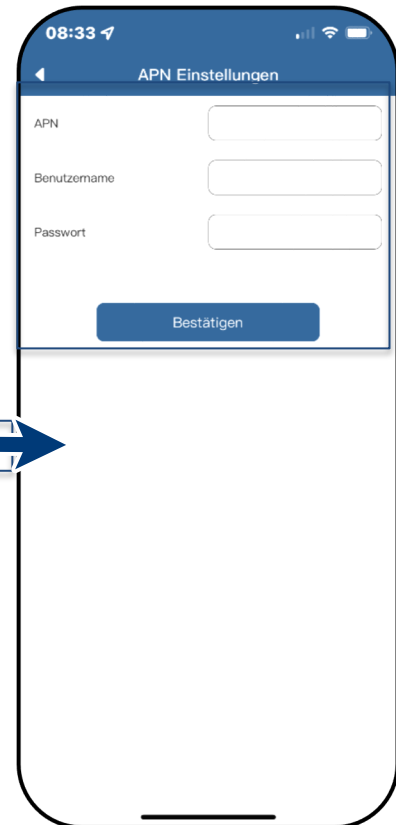 08:33
APN Einstellungen
APN
Benutzername
Passwort
Bestätigen